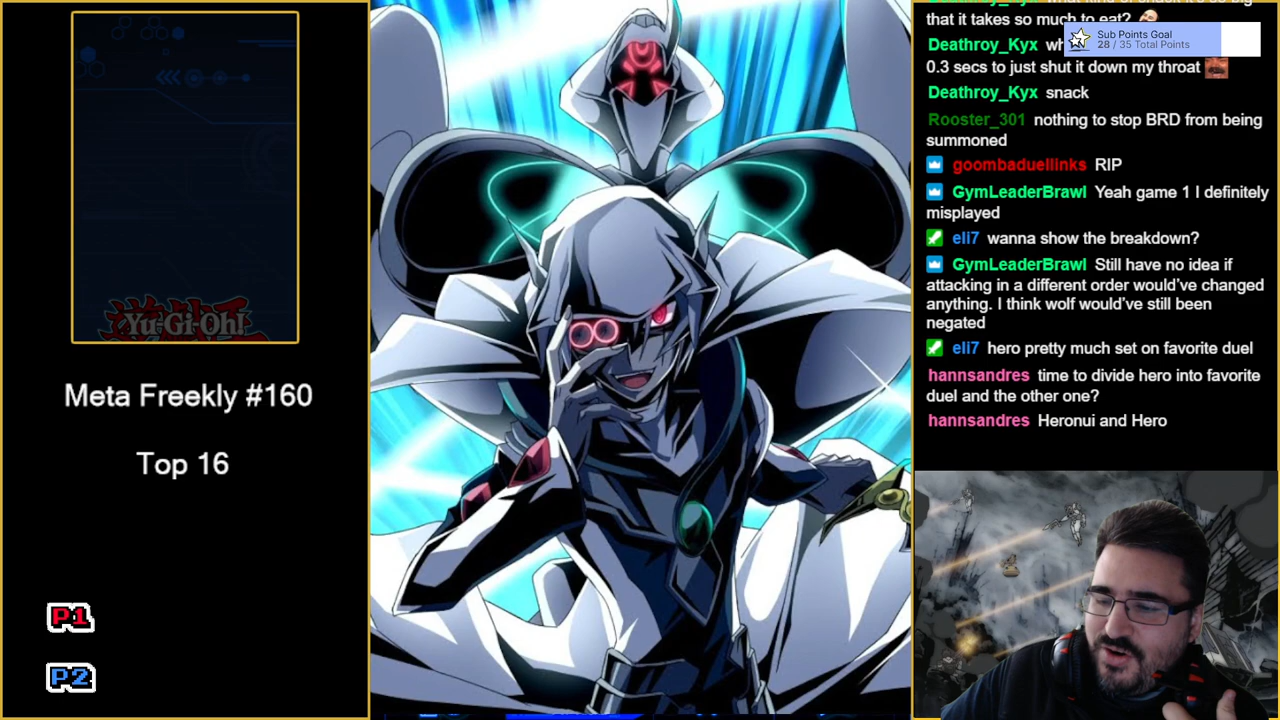 Yu-Gi-Oh!
Meta Freekly #160
Top 16
P1
P2
that it takes so much to eat?
Sub Points Goal
28 / 35 Total Points
Deathroy_Kyx
0.3 secs to just shut it down my throat
Deathroy_Kyx snack
Rooster_301 nothing to stop BRD from being
summoned
goombaduellinks RIP
GymLeaderBrawl Yeah game 1 I definitely
misplayed
eli7 wanna show the breakdown?
GymLeaderBrawl Still have no idea if
attacking in a different order would've changed
anything. I think wolf would've still been
negated
eli7 hero pretty much set on favorite duel
hannsandres time to divide hero into favorite
duel and the other one?
hannsandres Heronui and Hero